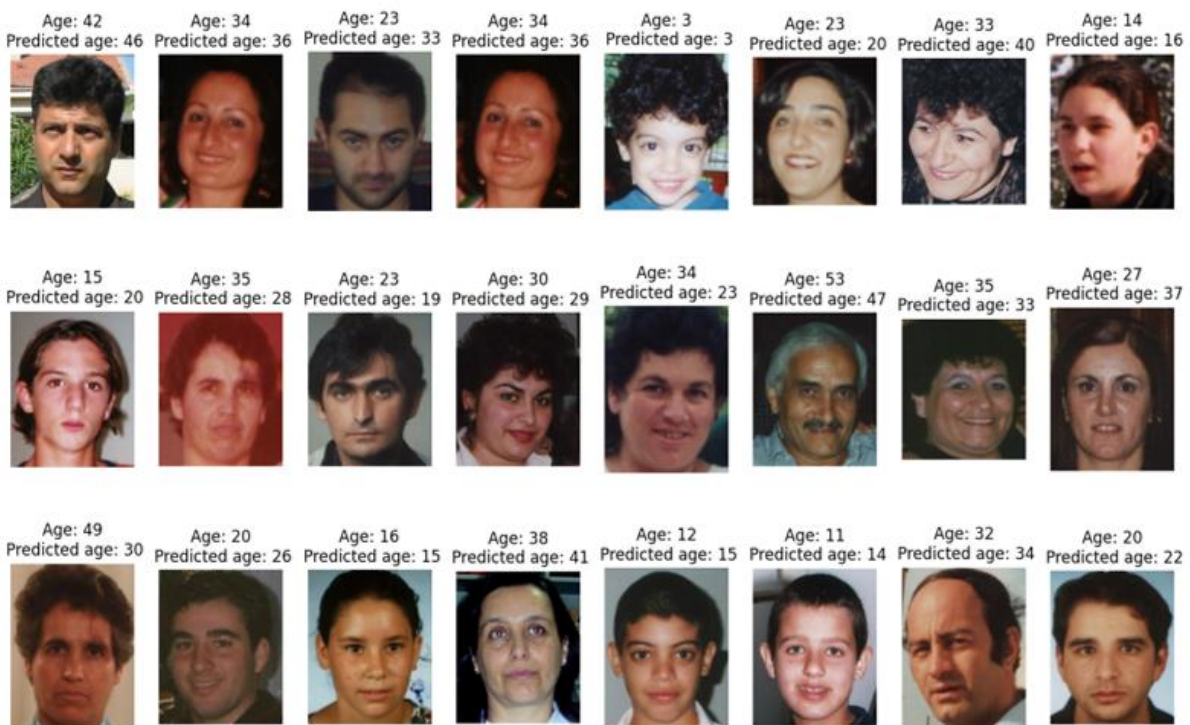 Age: 42
Predicted age: 46
Age: 34
Predicted age: 36
Age: 23
Predicted age: 33
Age: 34
Predicted age: 36
Age: 3
Predicted age: 3
Age: 23
Predicted age: 20
Age: 33
Predicted age: 40
Age: 14
Predicted age: 16
Age: 15
Predicted age: 20
Age: 35
Predicted age: 28
Age: 23
Predicted age: 19
Age: 30
Predicted age: 29
Age: 34
Predicted age: 23
Age: 53
Predicted age: 47
Age: 35
Predicted age: 33
Age: 27
Predicted age: 37
Age: 49
Predicted age: 30
Age: 20
Predicted age: 26
Age: 16
Predicted age: 15
Age: 38
Predicted age: 41
Age: 12
Predicted age: 15
Age: 11
Predicted age: 14
Age: 32
Predicted age: 34
Age: 20
Predicted age: 22